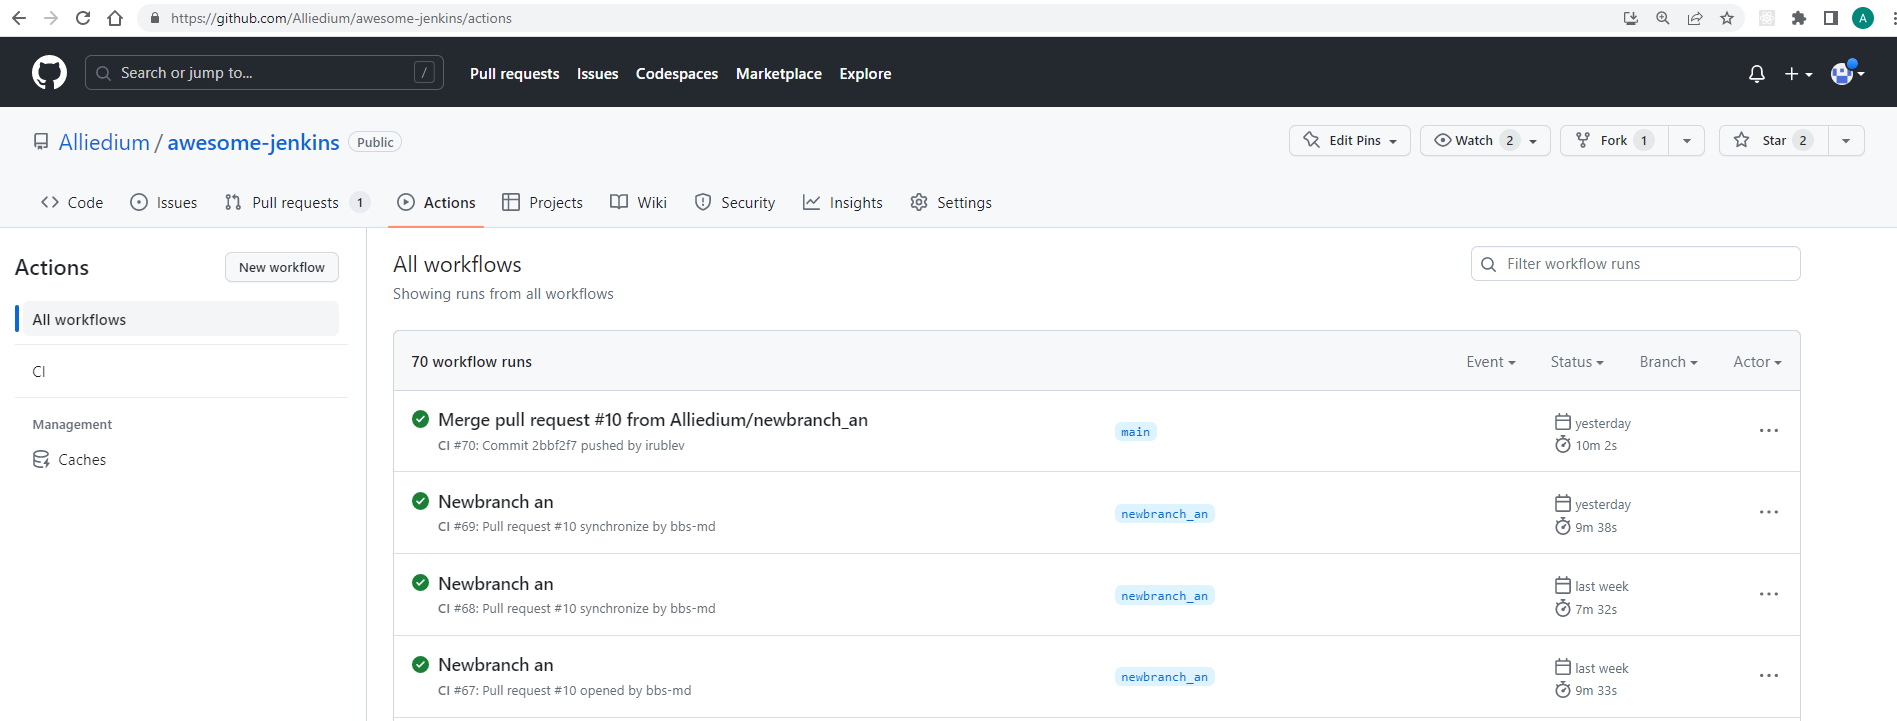 https://github.com/Alliedium/awesome-jenkins/actions
A
Search or jump to...
/
Pull requests Issues Codespaces Marketplace Explore
Alliedium / awesome-jenkins Public
Edit Pins Watch 2 Fork 1 Star 2
Code Issues Pull requests 1 Actions Projects Wiki Security Insights Settings
Actions
New workflow
All workflows
CI
Management
Caches
All workflows
Showing runs from all workflows
Filter workflow runs
70 workflow runs
Event Status Branch Actor
Merge pull request #10 from Alliedium/newbranch_an
CI #70: Commit 2bbf2f7 pushed by irublev
main
yesterday
10m 2s
Newbranch an
CI #69: Pull request #10 synchronize by bbs-md
newbranch_an
yesterday
9m 38s
Newbranch an
CI #68: Pull request #10 synchronize by bbs-md
newbranch_an
last week
7m 32s
Newbranch an
CI #67: Pull request #10 opened by bbs-md
newbranch_an
last week
9m 33s